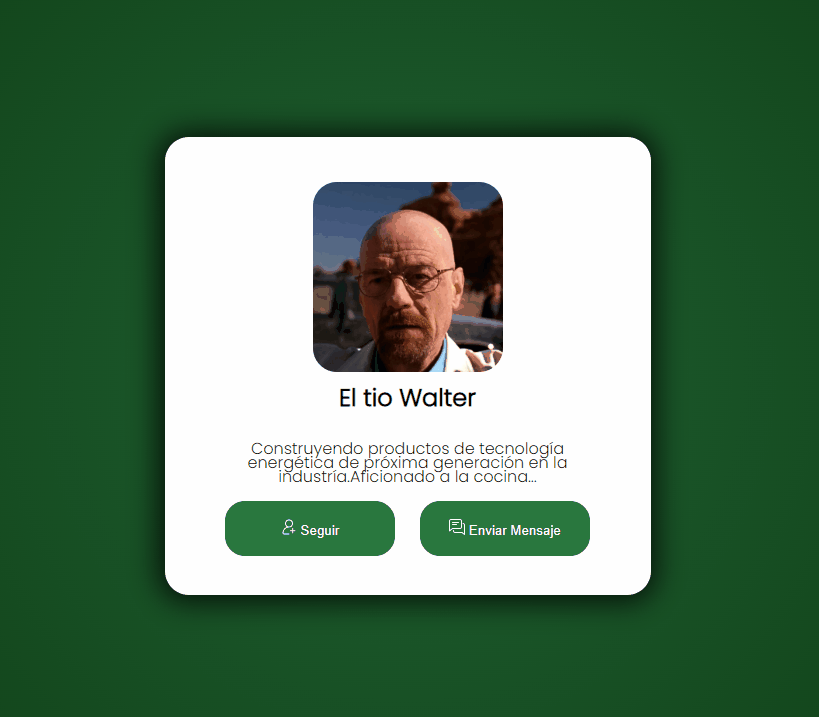 El tio Walter
Construyendo productos de tecnología
energética de próxima generación en la
industria.Aficionado a la cocina...
Seguir
Enviar Mensaje